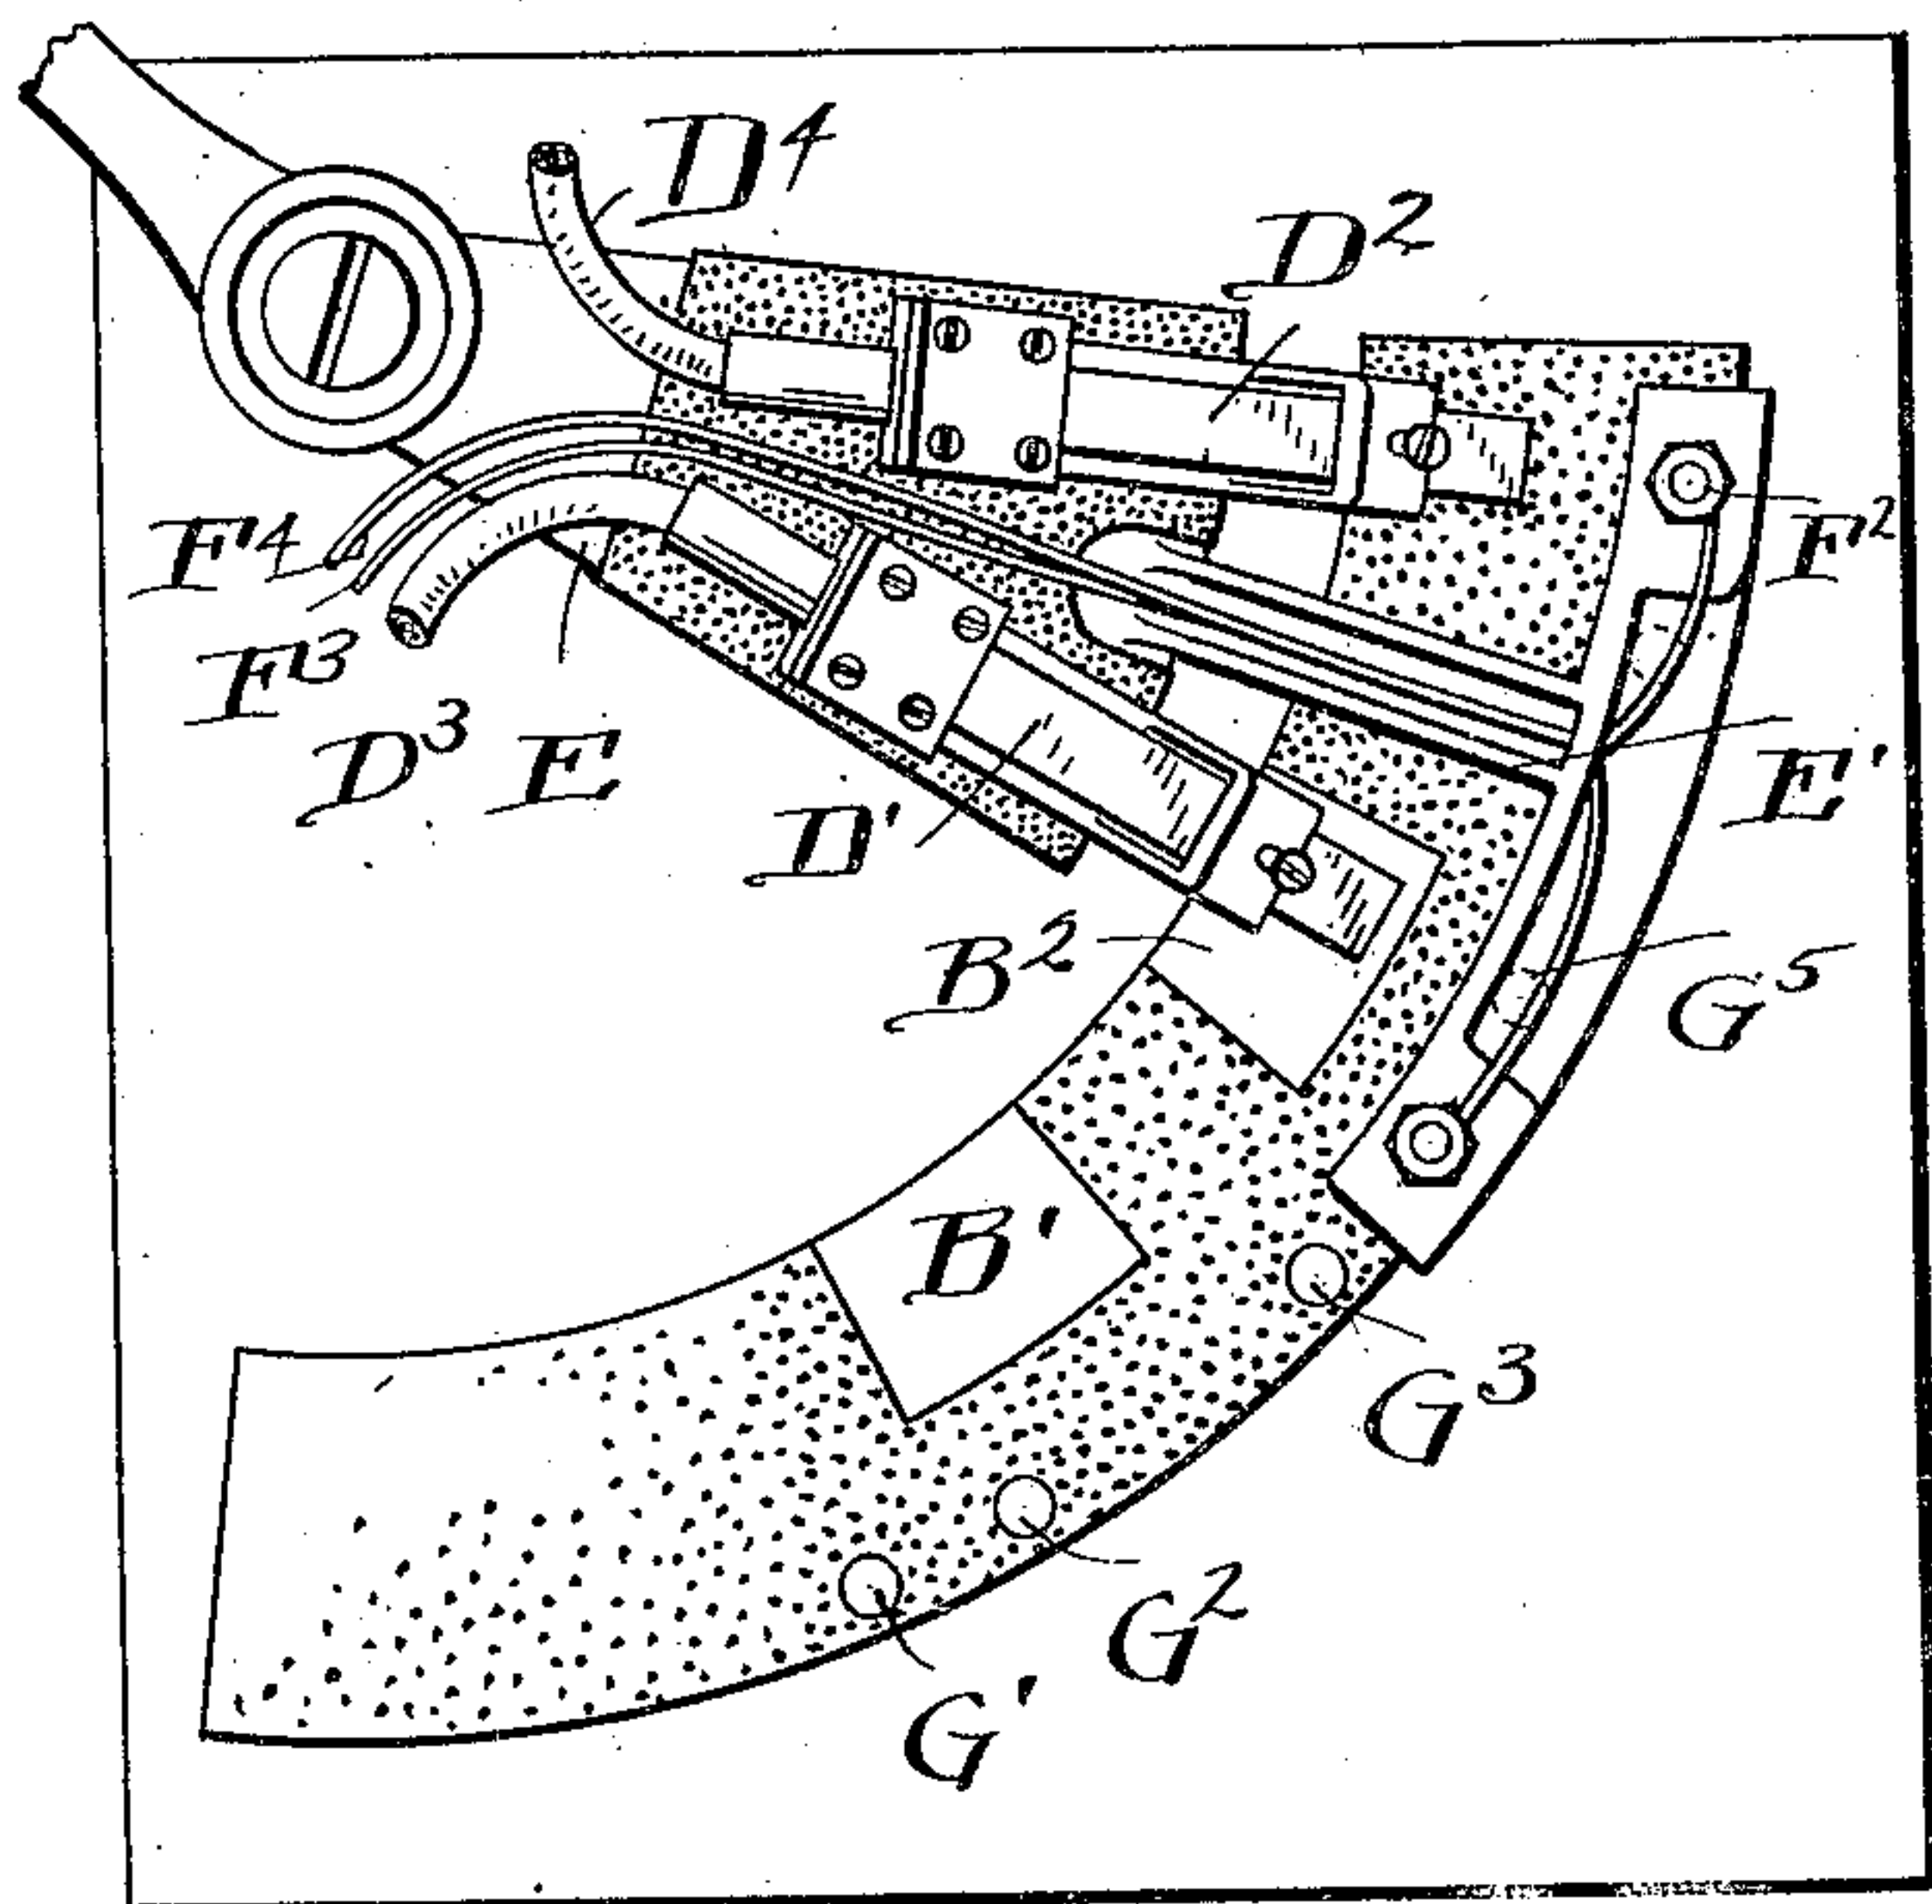 D⁴
D²
F⁴
F²
F³
D³ E
E'
D'
B²
G⁵
B'
G³
G²
G'